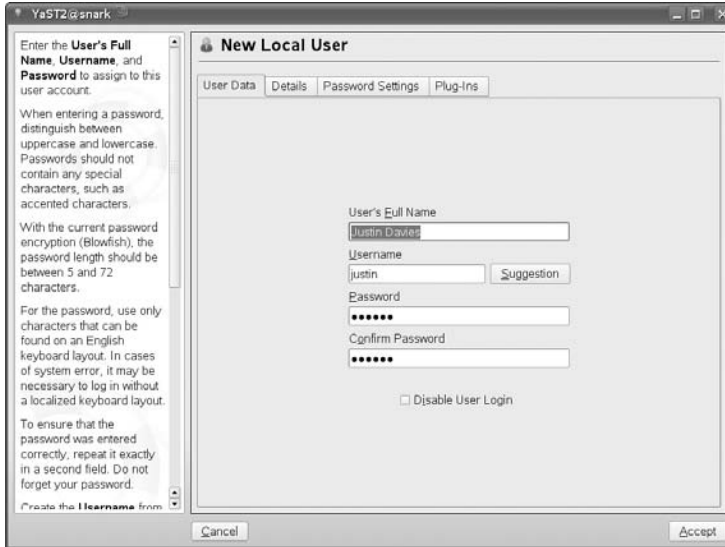 YaST2@snark
Enter the User's Full
Name, Username, and
Password to assign to this
user account.
When entering a password,
distinguish between
uppercase and lowercase.
Passwords should not
contain any special
characters, such as
accented characters.
With the current password
encryption (Blowfish), the
password length should be
between 5 and 72
characters.
For the password, use only
characters that can be
found on an English
keyboard layout. In cases
of system error, it may be
necessary to log in without
a localized keyboard layout.
To ensure that the
password was entered
correctly, repeat it exactly
in a second field. Do not
forget your password.
Create the Username from
New Local User
User Data Details Password Settings Plug-Ins
User's Full Name
Justin Davies
Username
justin Suggestion
Password
●●●●●●
Confirm Password
●●●●●●
Disable User Login
Cancel Accept